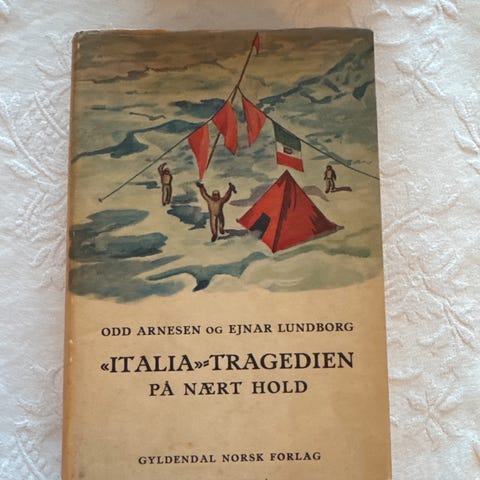 ODD ARNESEN OG EJNAR LUNDBORG
«ITALIA»=TRAGEDIEN
PÅ NÆRT HOLD
GYLDENDAL NORSK FORLAG